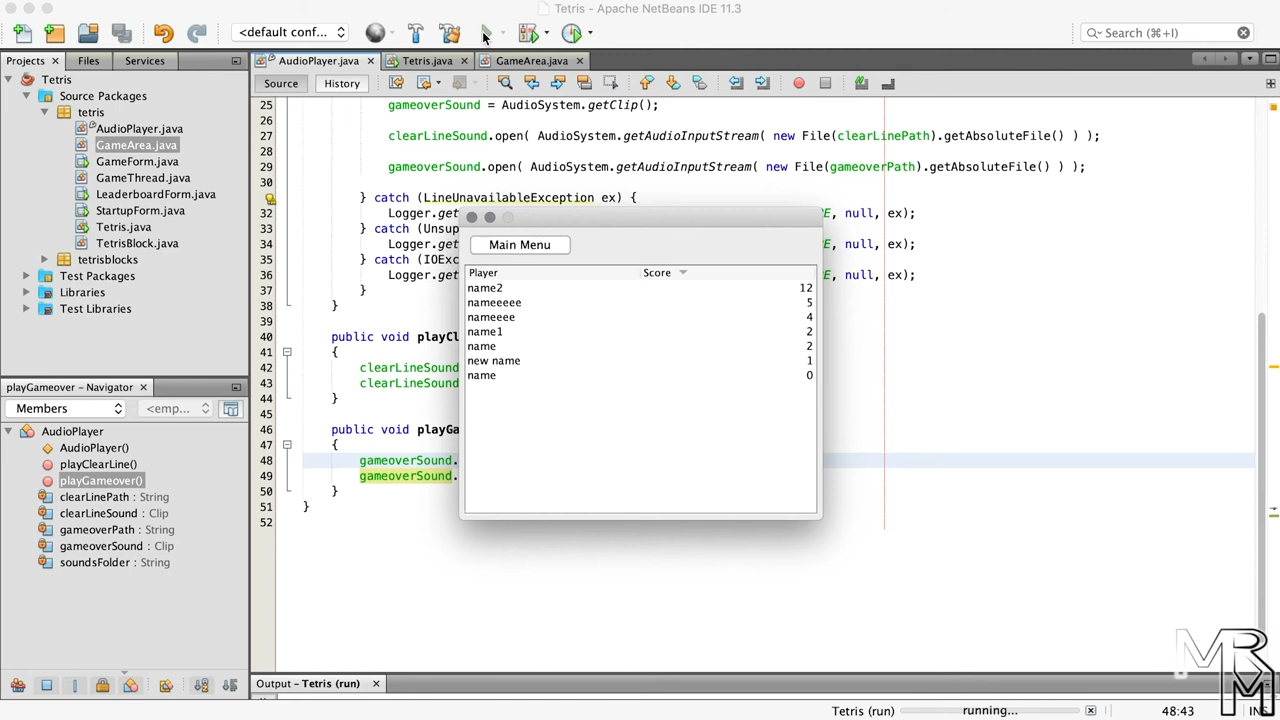 Tetris - Apache NetBeans IDE 11.3
<default conf...
Search (⌘+I)
Projects
Files
Services
AudioPlayer.java
Tetris.java
GameArea.java
Source
History
Tetris
Source Packages
tetris
AudioPlayer.java
GameArea.java
GameForm.java
GameThread.java
LeaderboardForm.java
StartupForm.java
Tetris.java
TetrisBlock.java
tetrisblocks
Test Packages
Libraries
Test Libraries
playGameover - Navigator
Members
<emp...
AudioPlayer
AudioPlayer()
playClearLine()
playGameover()
clearLinePath : String
clearLineSound : Clip
gameoverPath : String
gameoverSound : Clip
soundsFolder : String
25 gameoverSound = AudioSystem.getClip();
26
27 clearLineSound.open( AudioSystem.getAudioInputStream( new File(clearLinePath).getAbsoluteFile() ) );
28
29 gameoverSound.open( AudioSystem.getAudioInputStream( new File(gameoverPath).getAbsoluteFile() ) );
30
} catch (LineUnavailableException ex) {
32 Logger.get E, null, ex);
33 } catch (Unsup
34 Logger.get E, null, ex);
35 } catch (IOExc
36 Logger.get E, null, ex);
37 }
38 }
39
40 public void playCl
41 {
42 clearLineSound
43 clearLineSound
44 }
45
46 public void playGa
47 {
48 gameoverSound.
49 gameoverSound.
50 }
51 }
52
Main Menu
Player Score
name2 12
nameeeee 5
nameeee 4
name1 2
name 2
new name 1
name 0
Output - Tetris (run)
Tetris (run) running...
48:43
INS
MR
M